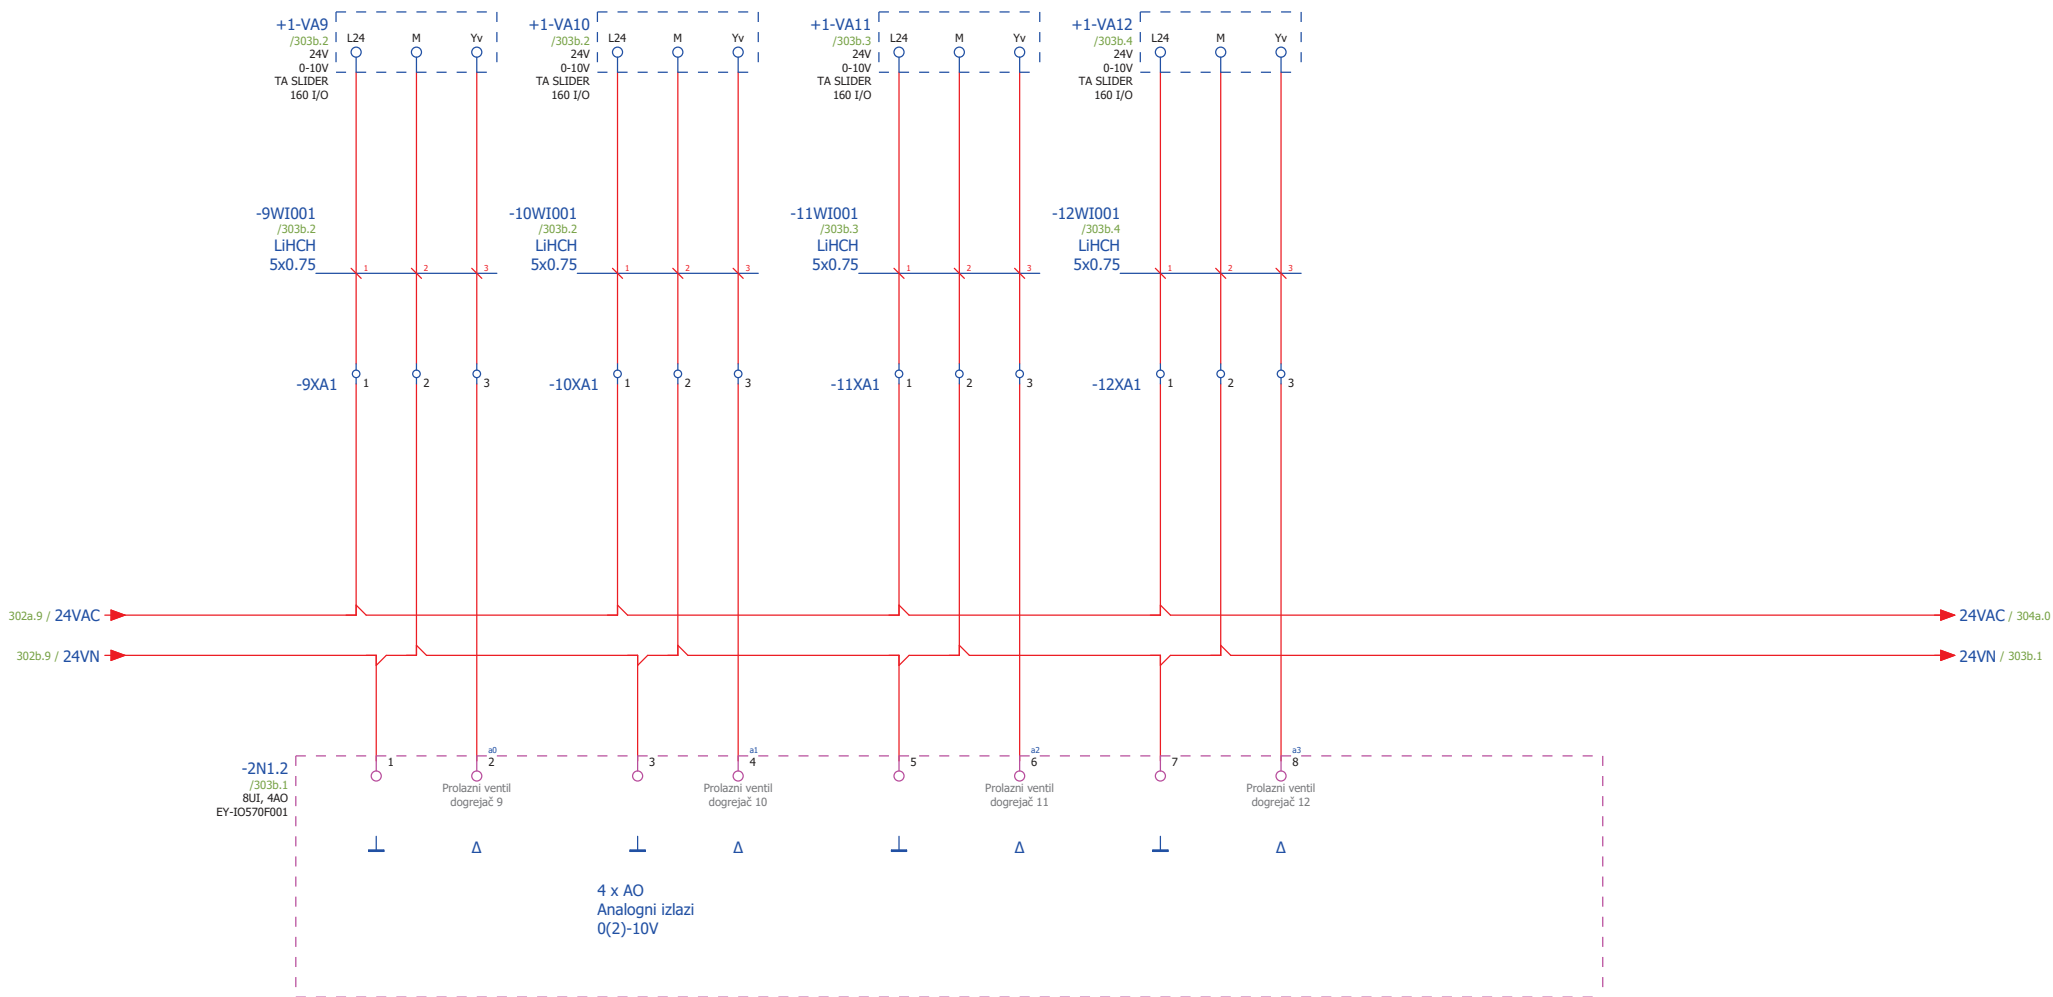 +1-VA9
/303b.2
24V
0-10V
TA SLIDER
160 I/O
L24 M Yv
+1-VA10
/303b.2
24V
0-10V
TA SLIDER
160 I/O
L24 M Yv
+1-VA11
/303b.3
24V
0-10V
TA SLIDER
160 I/O
L24 M Yv
+1-VA12
/303b.4
24V
0-10V
TA SLIDER
160 I/O
L24 M Yv
-9WI001
/303b.2
LiHCH
5x0.75
1 2 3
-10WI001
/303b.2
LiHCH
5x0.75
1 2 3
-11WI001
/303b.3
LiHCH
5x0.75
1 2 3
-12WI001
/303b.4
LiHCH
5x0.75
1 2 3
-9XA1 1 2 3
-10XA1 1 2 3
-11XA1 1 2 3
-12XA1 1 2 3
302a.9 / 24VAC
24VAC / 304a.0
302b.9 / 24VN
24VN / 303b.1
-2N1.2
/303b.1
8UI, 4AO
EY-IO570F001
1
a0
2
Prolazni ventil
dogrejač 9
3
a1
4
Prolazni ventil
dogrejač 10
5
a2
6
Prolazni ventil
dogrejač 11
7
a3
8
Prolazni ventil
dogrejač 12
Δ Δ Δ Δ
4 x AO
Analogni izlazi
0(2)-10V